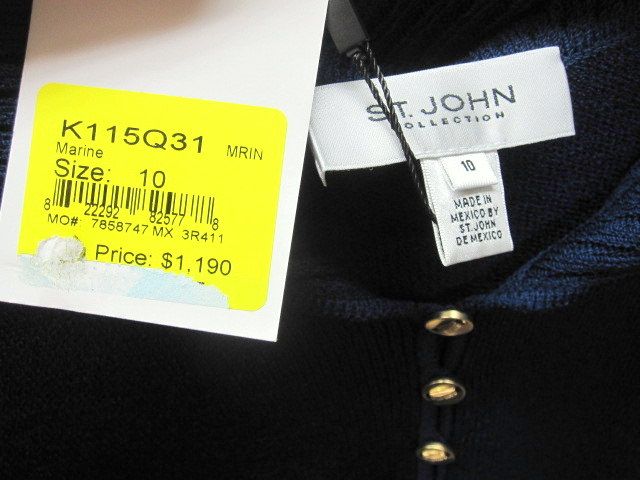 K115Q31 MRIN
Marine
Size: 10
8 22292 82577 8
MO#: 7858747 MX 3R411
Price: $1,190
ST. JOHN
COLLECTION
10
MADE IN
MEXICO BY
ST. JOHN
DE MEXICO